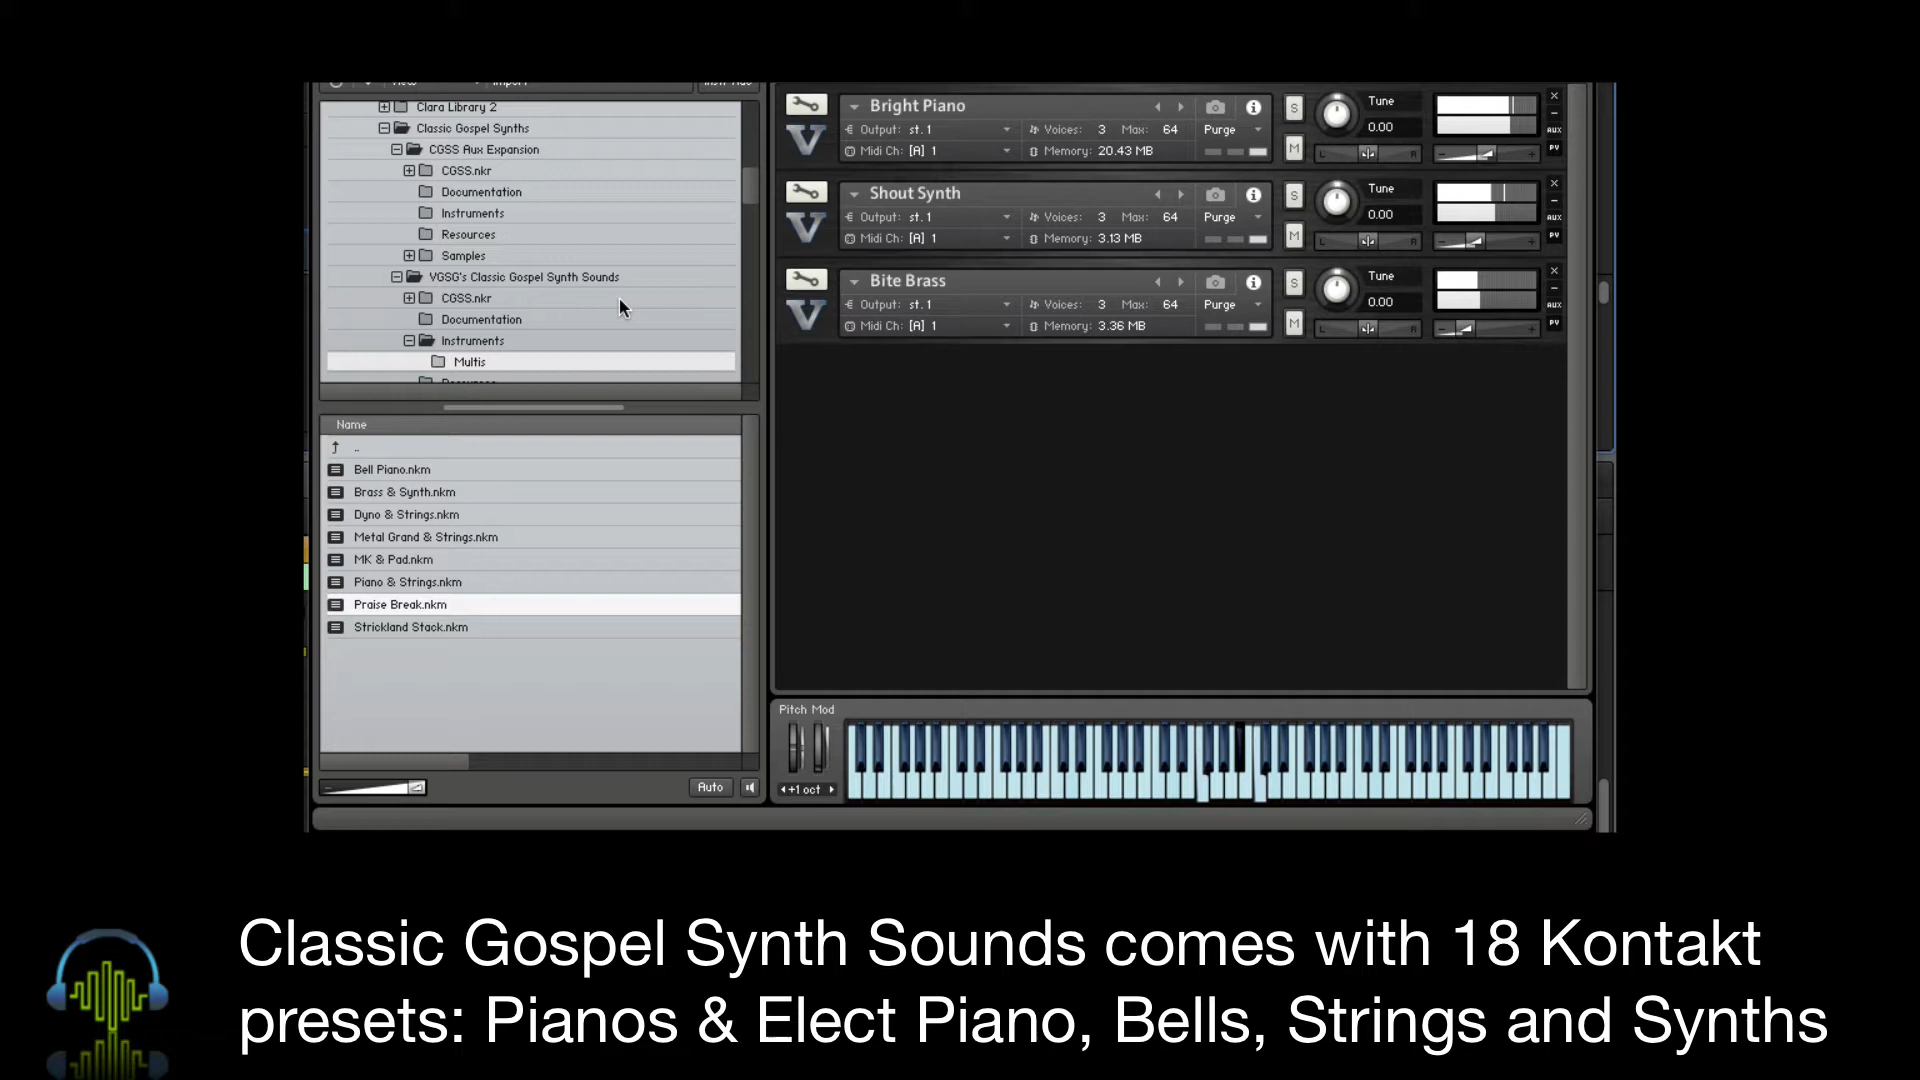 Clara Library 2
Classic Gospel Synths
CGSS Aux Expansion
CGSS.nkr
Documentation
Instruments
Resources
Samples
VGSG's Classic Gospel Synth Sounds
CGSS.nkr
Documentation
Instruments
Multis
Name
..
Bell Piano.nkm
Brass & Synth.nkm
Dyno & Strings.nkm
Metal Grand & Strings.nkm
MK & Pad.nkm
Piano & Strings.nkm
Praise Break.nkm
Strickland Stack.nkm
Auto
Bright Piano
Output: st. 1 Voices: 3 Max: 64 Purge
Midi Ch: [A] 1 Memory: 20.43 MB
S
M
Tune
0.00
L R
AUX
PV
Shout Synth
Output: st. 1 Voices: 3 Max: 64 Purge
Midi Ch: [A] 1 Memory: 3.13 MB
S
M
Tune
0.00
L R
AUX
PV
Bite Brass
Output: st. 1 Voices: 3 Max: 64 Purge
Midi Ch: [A] 1 Memory: 3.36 MB
S
M
Tune
0.00
L R
AUX
PV
Pitch Mod
+1 oct
Classic Gospel Synth Sounds comes with 18 Kontakt
presets: Pianos & Elect Piano, Bells, Strings and Synths